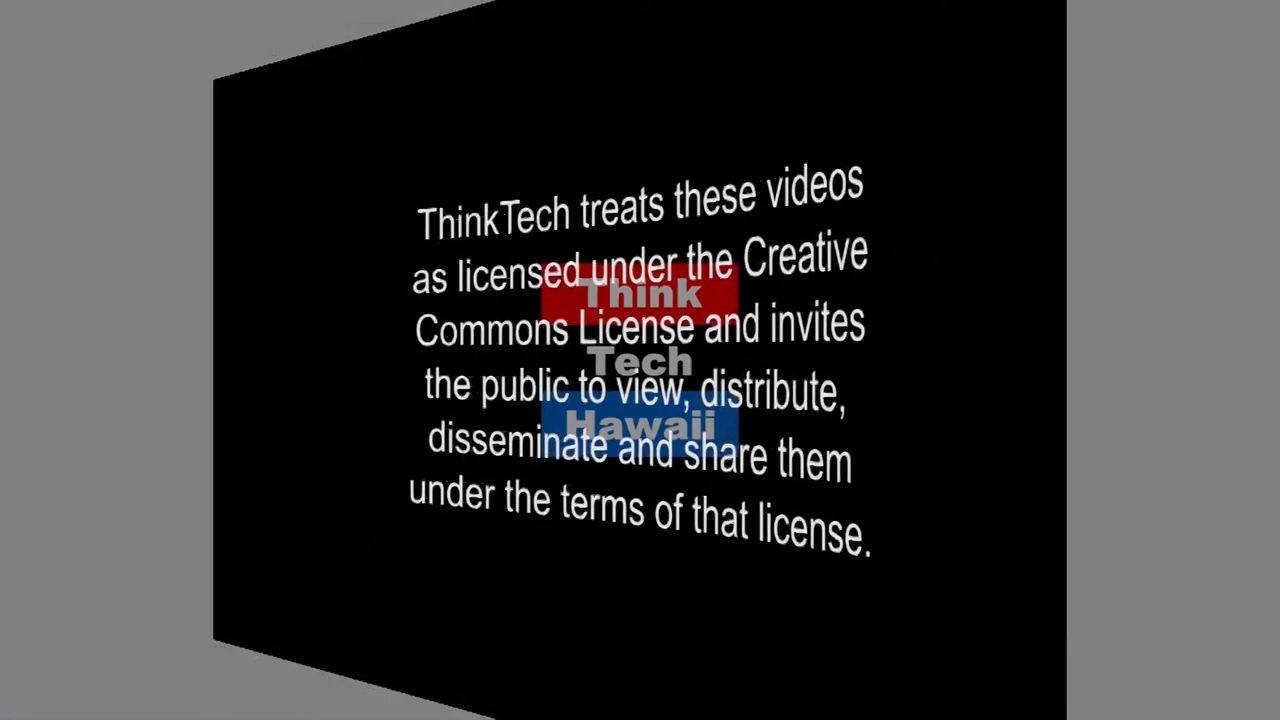 ThinkTech treats these videos
as licensed under the Creative
Think
Commons License and invites
Tech
the public to view, distribute,
Hawaii
disseminate and share them
under the terms of that license.